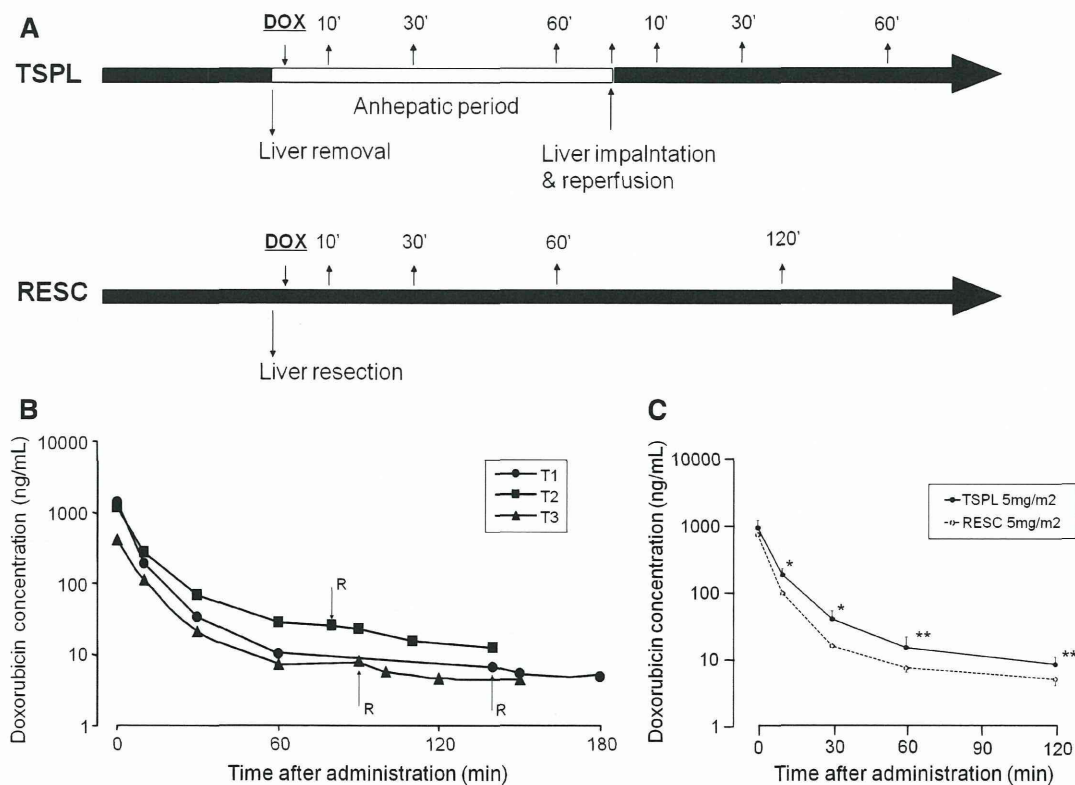 A
DOX 10' 30' 60' 10' 30' 60'
TSPL
Anhepatic period
Liver removal
Liver impalntation
& reperfusion
DOX 10' 30' 60' 120'
RESC
Liver resection
B
Doxorubicin concentration (ng/mL)
10000
1000
100
10
1
T1
T2
T3
R
R
R
0 60 120 180
Time after administration (min)
C
Doxorubicin concentration (ng/mL)
10000
1000
100
10
1
TSPL 5mg/m2
RESC 5mg/m2
*
*
**
**
0 30 60 90 120
Time after administration (min)